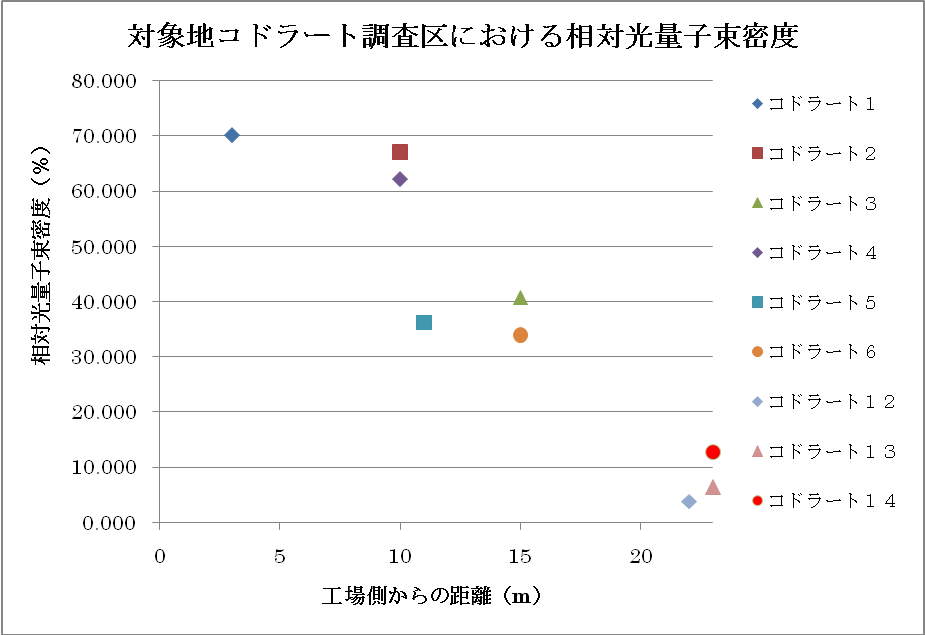 対象地コドラート調査区における相対光量子束密度
相対光量子束密度（%）
80.000
70.000
60.000
50.000
40.000
30.000
20.000
10.000
0.000
0
5
10
15
20
工場側からの距離（m）
コドラート１
コドラート２
コドラート３
コドラート４
コドラート５
コドラート６
コドラート１２
コドラート１３
コドラート１４